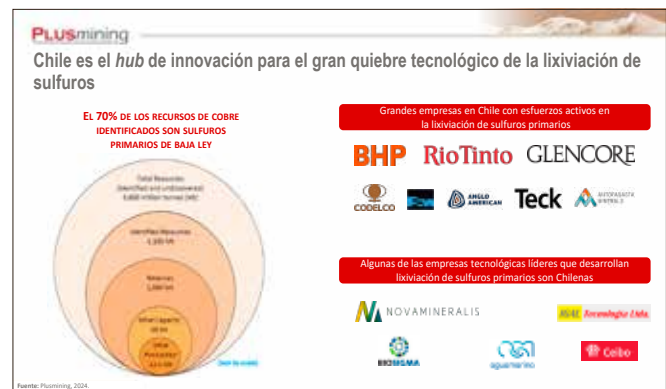 PLUSmining
Chile es el hub de innovación para el gran quiebre tecnológico de la lixiviación de
sulfuros
EL 70% DE LOS RECURSOS DE COBRE
IDENTIFICADOS SON SULFUROS
PRIMARIOS DE BAJA LEY
Total Resources
(identified and undiscovered)
Identified Resources
Reserves
Grandes empresas en Chile con esfuerzos activos en
la lixiviación de sulfuros primarios
BHP RioTinto GLENCORE
CODELCO ANGLO AMERICAN Teck ANTOFAGASTA MINERALS
Algunas de las empresas tecnológicas líderes que desarrollan
lixiviación de sulfuros primarios son Chilenas
NOVAMINERALIS Tecnología Ltda.
BIOSIGMA aguamarina Ceibo
Fuente: Plusmining, 2024.